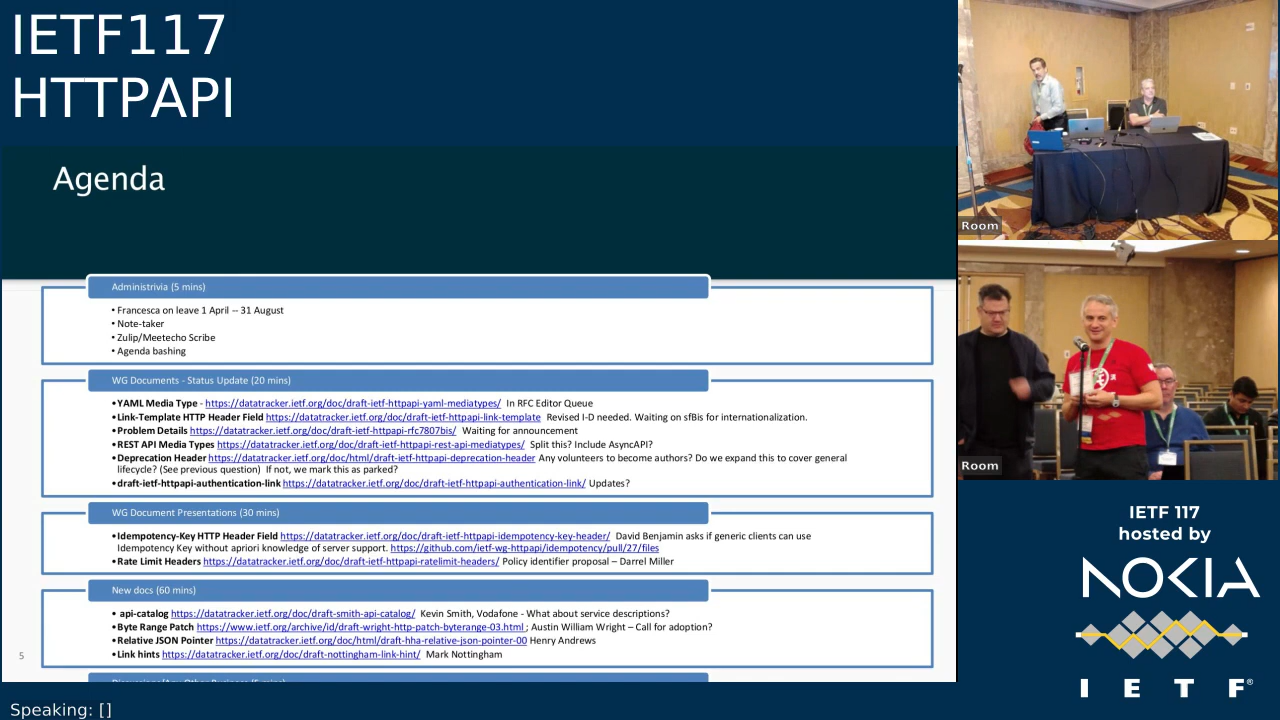 IETF117
HTTPAPI
Agenda
Administrivia (5 mins)
• Francesca on leave 1 April -- 31 August
• Note-taker
• Zulip/Meetecho Scribe
• Agenda bashing
WG Documents - Status Update (20 mins)
•YAML Media Type - https://datatracker.ietf.org/doc/draft-ietf-httpapi-yaml-mediatypes/ In RFC Editor Queue
•Link-Template HTTP Header Field https://datatracker.ietf.org/doc/draft-ietf-httpapi-link-template Revised I-D needed. Waiting on sfBis for internationalization.
•Problem Details https://datatracker.ietf.org/doc/draft-ietf-httpapi-rfc7807bis/ Waiting for announcement
•REST API Media Types https://datatracker.ietf.org/doc/draft-ietf-httpapi-rest-api-mediatypes/ Split this? Include AsyncAPI?
•Deprecation Header https://datatracker.ietf.org/doc/html/draft-ietf-httpapi-deprecation-header Any volunteers to become authors? Do we expand this to cover general
lifecycle? (See previous question) If not, we mark this as parked?
•draft-ietf-httpapi-authentication-link https://datatracker.ietf.org/doc/draft-ietf-httpapi-authentication-link/ Updates?
WG Document Presentations (30 mins)
•Idempotency-Key HTTP Header Field https://datatracker.ietf.org/doc/draft-ietf-httpapi-idempotency-key-header/ David Benjamin asks if generic clients can use
Idempotency Key without apriori knowledge of server support. https://github.com/ietf-wg-httpapi/idempotency/pull/27/files
•Rate Limit Headers https://datatracker.ietf.org/doc/draft-ietf-httpapi-ratelimit-headers/ Policy identifier proposal – Darrel Miller
New docs (60 mins)
• api-catalog https://datatracker.ietf.org/doc/draft-smith-api-catalog/ Kevin Smith, Vodafone - What about service descriptions?
•Byte Range Patch https://www.ietf.org/archive/id/draft-wright-http-patch-byterange-03.html ; Austin William Wright – Call for adoption?
•Relative JSON Pointer https://datatracker.ietf.org/doc/html/draft-hha-relative-json-pointer-00 Henry Andrews
•Link hints https://datatracker.ietf.org/doc/draft-nottingham-link-hint/ Mark Nottingham
5
Discussion/Any Other Business (5 mins)
Speaking: []
Room
Room
IETF 117
hosted by
NOKIA
I E T F®